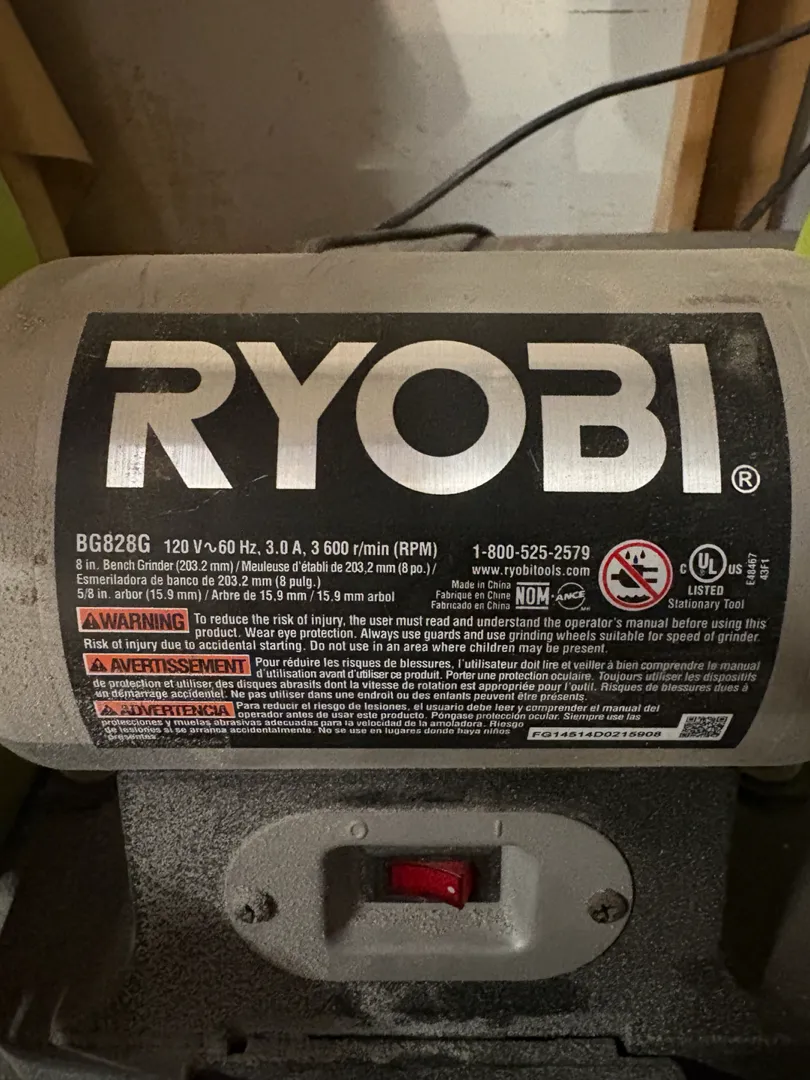 RYOBI®
BG828G 120 V~60 Hz, 3.0 A, 3 600 r/min (RPM)
8 in. Bench Grinder (203.2 mm) / Meuleuse d'établi de 203,2 mm (8 po.) /
Esmeriladora de banco de 203.2 mm (8 pulg.)
5/8 in. arbor (15.9 mm) / Arbre de 15.9 mm / 15.9 mm arbol
1-800-525-2579
www.ryobitools.com
Made in China
Fabriqué en Chine
Fabricado en China
NOM
ANCE
C UL US
LISTED
Stationary Tool
E48467
43F1
WARNING To reduce the risk of injury, the user must read and understand the operator's manual before using this
product. Wear eye protection. Always use guards and use grinding wheels suitable for speed of grinder.
Risk of injury due to accidental starting. Do not use in an area where children may be present.
AVERTISSEMENT Pour réduire les risques de blessures, l'utilisateur doit lire et veiller à bien comprendre le manual
d'utilisation avant d'utiliser ce produit. Porter une protection oculaire. Toujours utiliser les dispositifs
de protection et utiliser des disques abrasifs dont la vitesse de rotation est appropriée pour l'outil. Risques de blessures dues à
un démarrage accidentel. Ne pas utiliser dans une endroit ou des enfants peuvent être présents.
ADVERTENCIA Para reducir el riesgo de lesiones, el usuario debe leer y comprender el manual del
operador antes de usar este producto. Póngase protección ocular. Siempre use las
protecciones y muelas abrasivas adecuadas para la velocidad de la amoladora. Riesgo
de lesiones si se arranca accidentalmente. No se use en lugares donde haya niños
presentes.
FG14514D0215908
O I